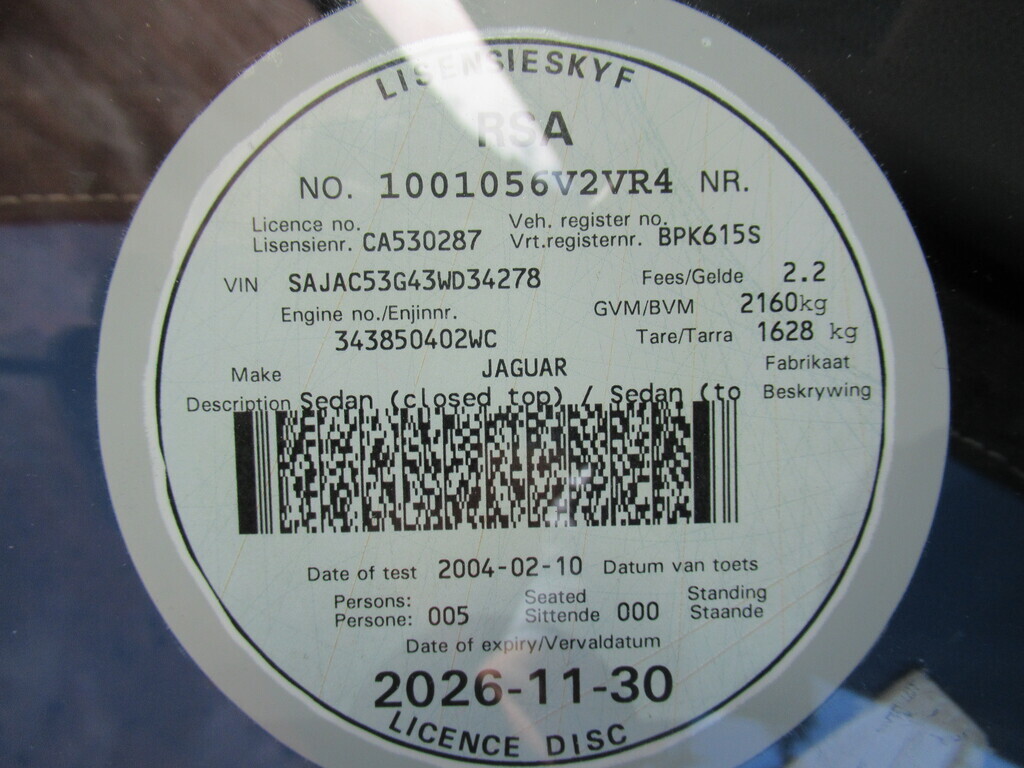 LISENSIESKYF
RSA
NO. 1001056V2VR4 NR.
Licence no. Veh. register no.
Lisensienr. CA530287 Vrt.registernr. BPK615S
VIN SAJAC53G43WD34278 Fees/Gelde 2.2
Engine no./Enjinnr. GVM/BVM 2160kg
343850402WC Tare/Tarra 1628 kg
Make JAGUAR Fabrikaat
Description Sedan (closed top) / Sedan (to Beskrywing
Date of test 2004-02-10 Datum van toets
Persons: Seated Standing
Persone: 005 Sittende 000 Staande
Date of expiry/Vervaldatum
2026-11-30
LICENCE DISC